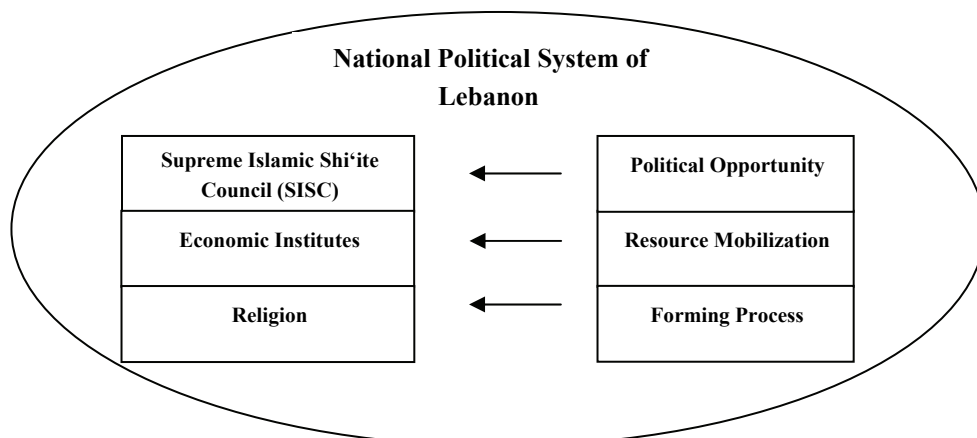 National Political System of
Lebanon
Supreme Islamic Shi‘ite
Council (SISC)
Political Opportunity
Economic Institutes
Resource Mobilization
Religion
Forming Process